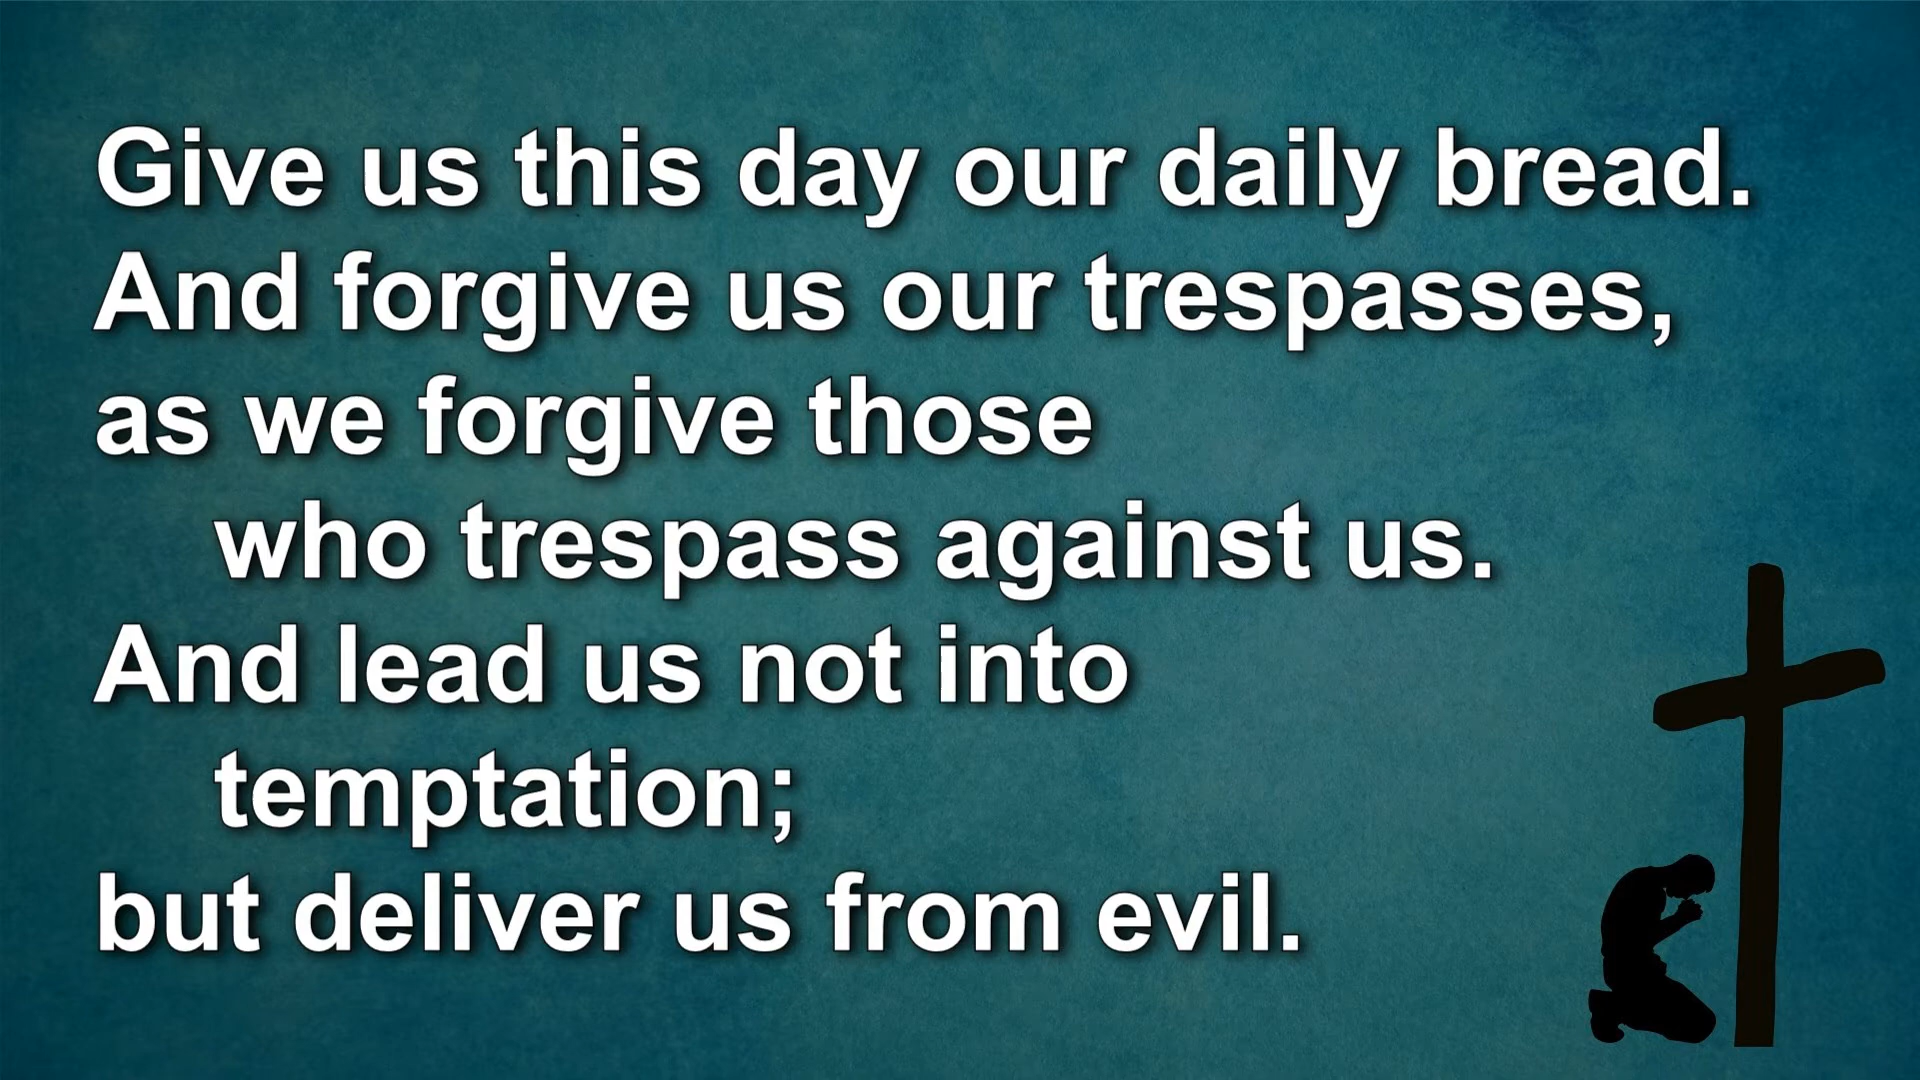 Give us this day our daily bread.
And forgive us our trespasses,
as we forgive those
who trespass against us.
And lead us not into
temptation;
but deliver us from evil.